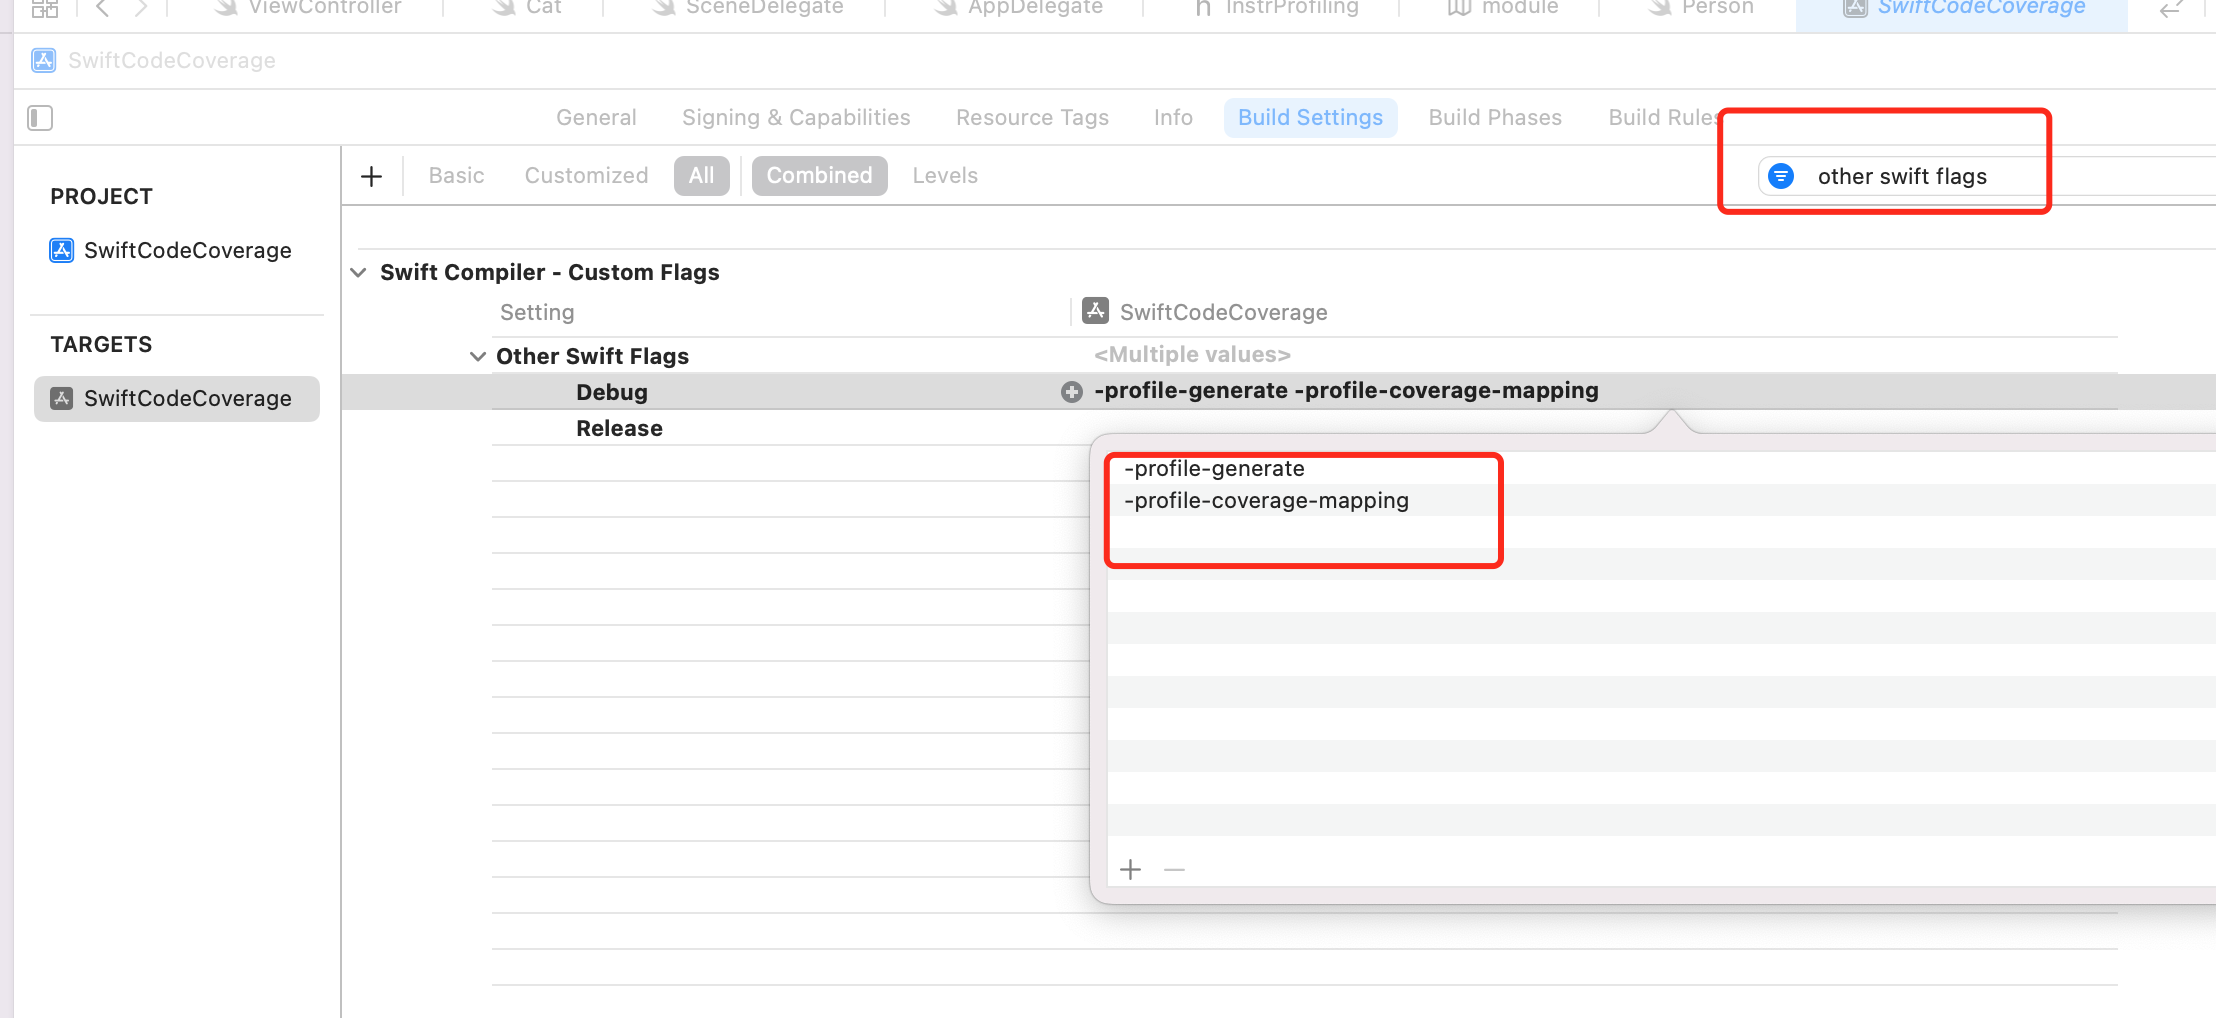 ViewController Cat SceneDelegate AppDelegate h InstrProfiling module Person SwiftCodeCoverage
SwiftCodeCoverage
General Signing & Capabilities Resource Tags Info Build Settings Build Phases Build Rules
Basic Customized All Combined Levels other swift flags
PROJECT
SwiftCodeCoverage
TARGETS
SwiftCodeCoverage
Swift Compiler - Custom Flags
Setting SwiftCodeCoverage
Other Swift Flags <Multiple values>
Debug -profile-generate -profile-coverage-mapping
Release
-profile-generate
-profile-coverage-mapping